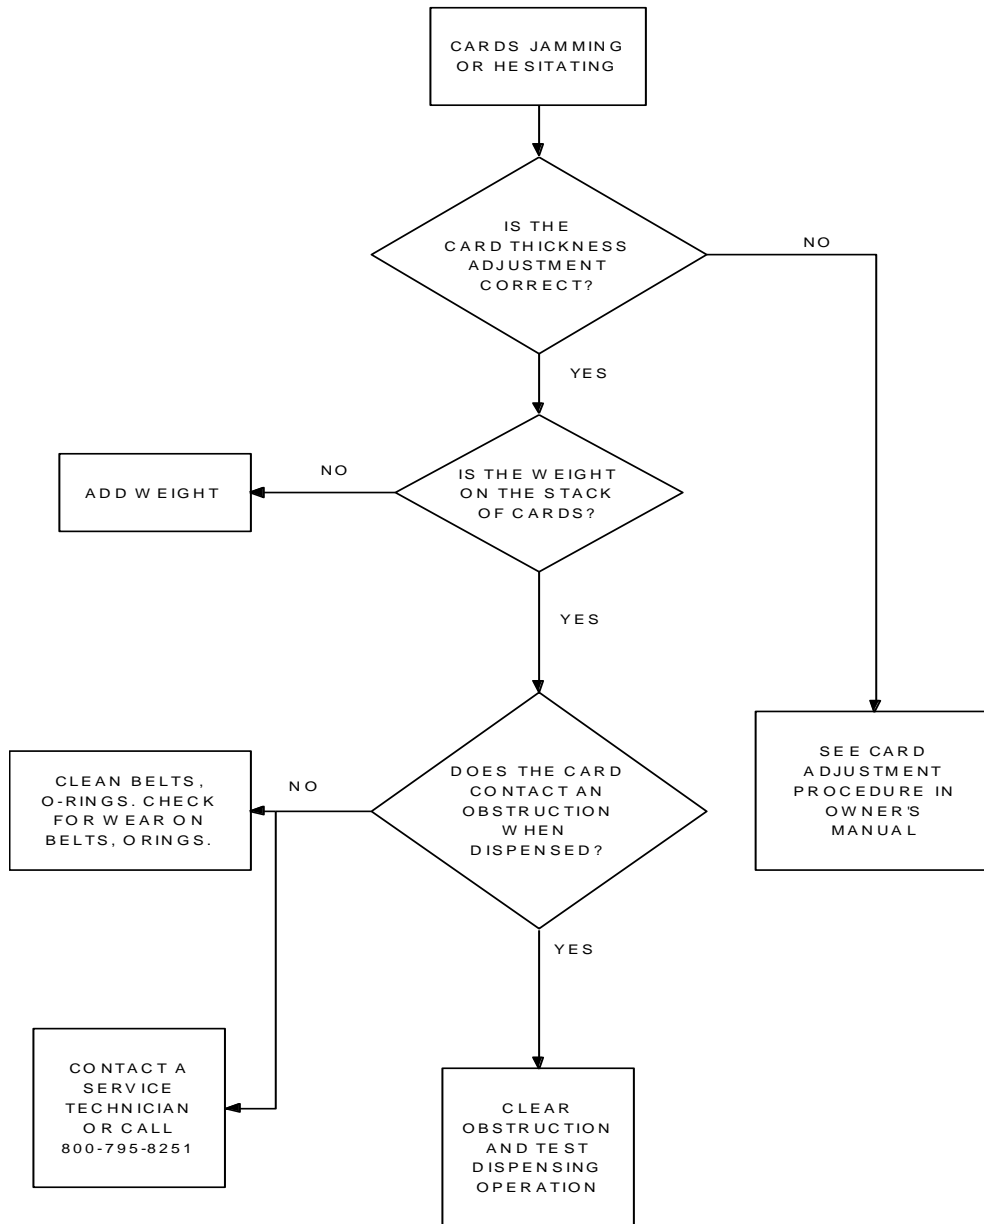 CARDS JAMMING
OR HESITATING
IS THE
CARD THICKNESS
ADJUSTMENT
CORRECT?
NO
YES
IS THE WEIGHT
ON THE STACK
OF CARDS?
NO
ADD WEIGHT
YES
DOES THE CARD
CONTACT AN
OBSTRUCTION
WHEN
DISPENSED?
NO
CLEAN BELTS,
O-RINGS. CHECK
FOR WEAR ON
BELTS, ORINGS.
SEE CARD
ADJUSTMENT
PROCEDURE IN
OWNER'S
MANUAL
YES
CONTACT A
SERVICE
TECHNICIAN
OR CALL
800-795-8251
CLEAR
OBSTRUCTION
AND TEST
DISPENSING
OPERATION